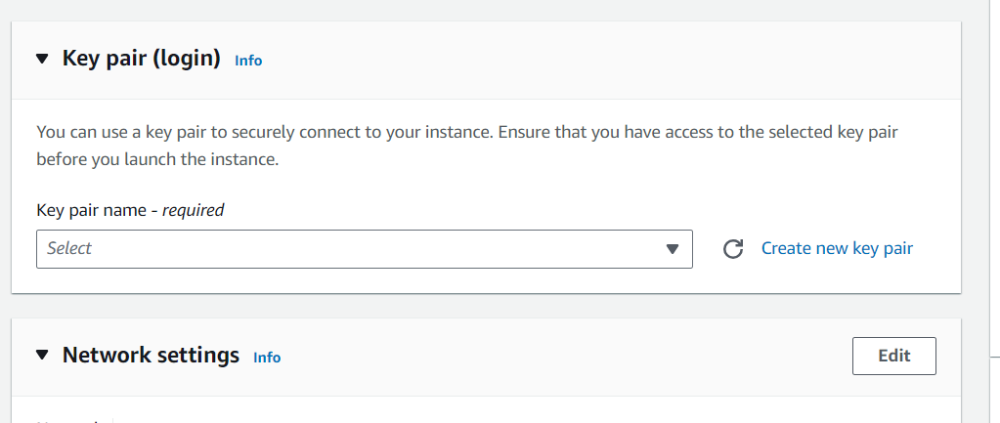 Key pair (login) Info
You can use a key pair to securely connect to your instance. Ensure that you have access to the selected key pair
before you launch the instance.
Key pair name - required
Select
Create new key pair
Network settings Info
Edit